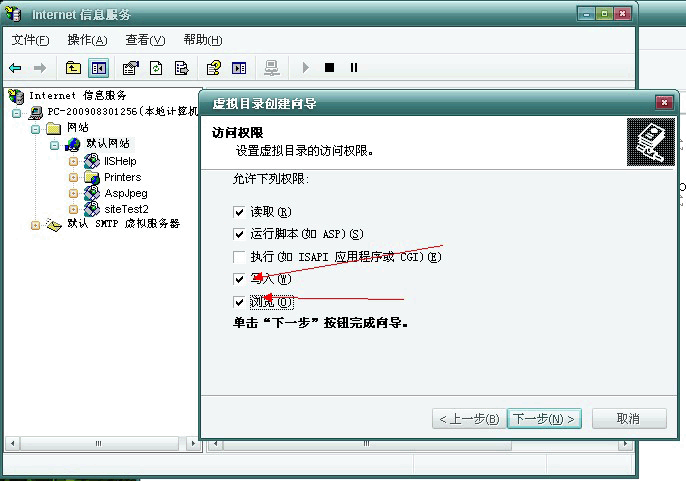 Internet 信息服务
文件(F) 操作(A) 查看(V) 帮助(H)
Internet 信息服务
PC-200908301256(本地计算机
网站
默认网站
IISHelp
Printers
AspJpeg
siteTest2
默认 SMTP 虚拟服务器
虚拟目录创建向导
访问权限
设置虚拟目录的访问权限。
允许下列权限:
读取(R)
运行脚本(如 ASP)(S)
执行(如 ISAPI 应用程序或 CGI)(E)
写入(W)
浏览(O)
单击“下一步”按钮完成向导。
< 上一步(B) 下一步(N) > 取消